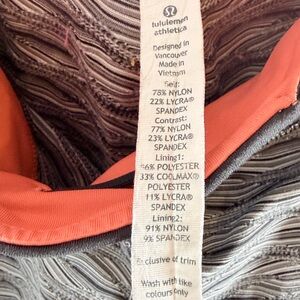 lululemon
athletica
Designed in
Vancouver
Made in
Vietnam
Self:
78% NYLON
22% LYCRA®
SPANDEX
Contrast:
77% NYLON
23% LYCRA®
SPANDEX
Lining1:
56% POLYESTER
33% COOLMAX®
POLYESTER
11% LYCRA®
SPANDEX
Lining2:
91% NYLON
9% SPANDEX
Exclusive of trim
Wash with like
colours only